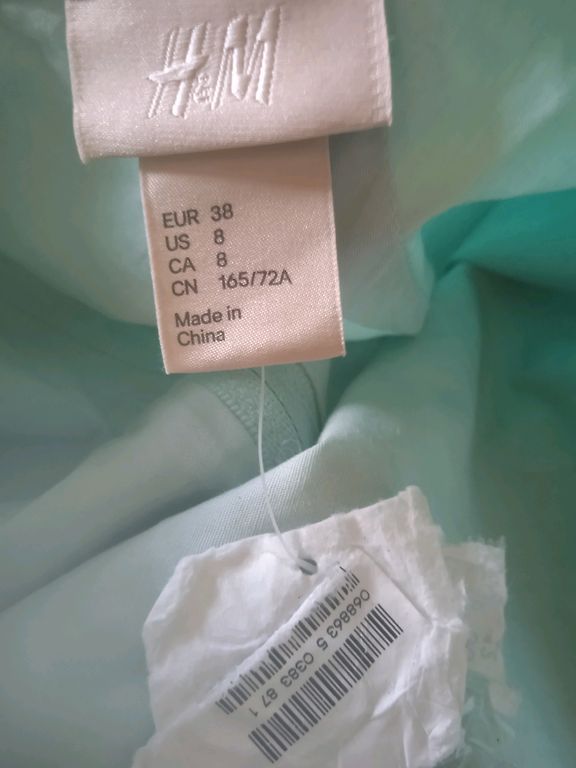 H&M
EUR 38
US 8
CA 8
CN 165/72A
Made in
China
068863 5 0383 87 1